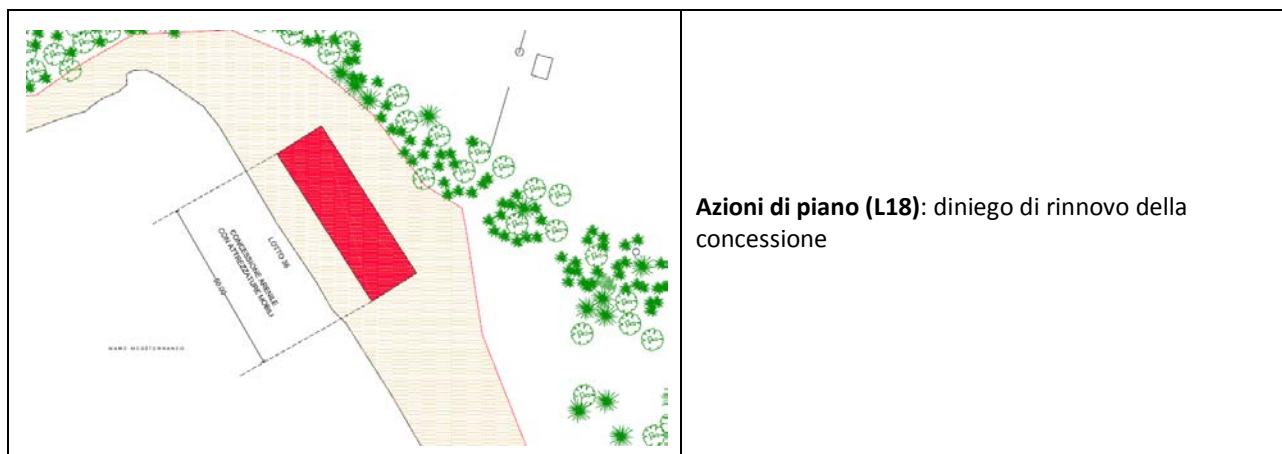 LOTTO 36
CONCESSIONE ARENILE
CON ATTREZZATURE MOBILI
50.00
MARE MEDITERRANEO
Azioni di piano (L18): diniego di rinnovo della
concessione